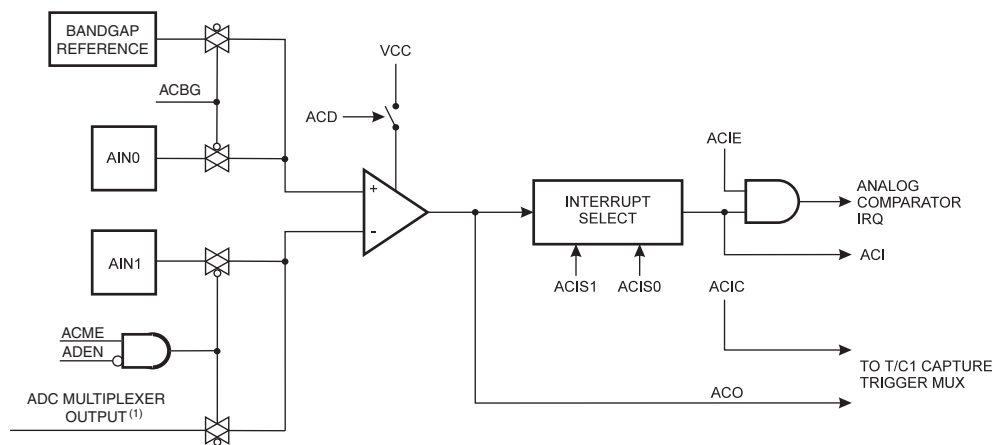 BANDGAP
REFERENCE
VCC
ACBG
ACD
AIN0
ACIE
+
-
INTERRUPT
SELECT
ANALOG
COMPARATOR
IRQ
AIN1
ACI
ACIS1
ACIS0
ACIC
ACME
ADEN
TO T/C1 CAPTURE
TRIGGER MUX
ADC MULTIPLEXER
OUTPUT(1)
ACO